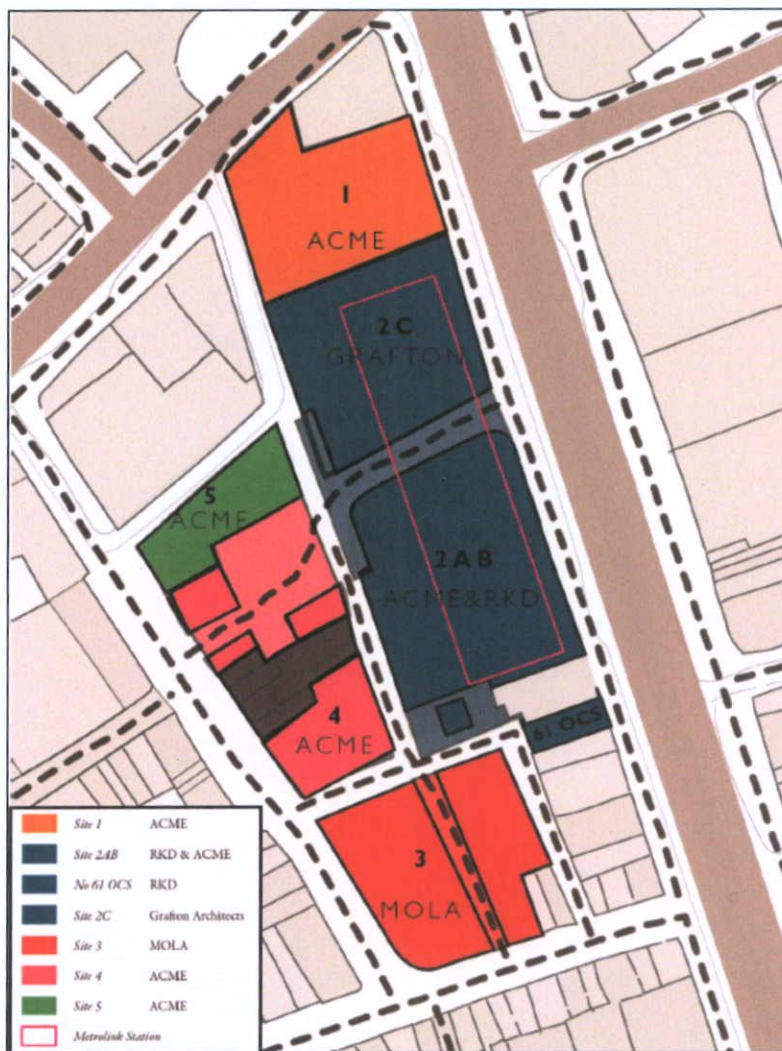 1
ACME
2C
GRAFTON
5
ACME
2AB
ACME&RKD
61 OCS
4
ACME
3
MOLA
Site 1 ACME
Site 2AB RKD & ACME
No 61 OCS RKD
Site 2C Grafton Architects
Site 3 MOLA
Site 4 ACME
Site 5 ACME
Metrolink Station